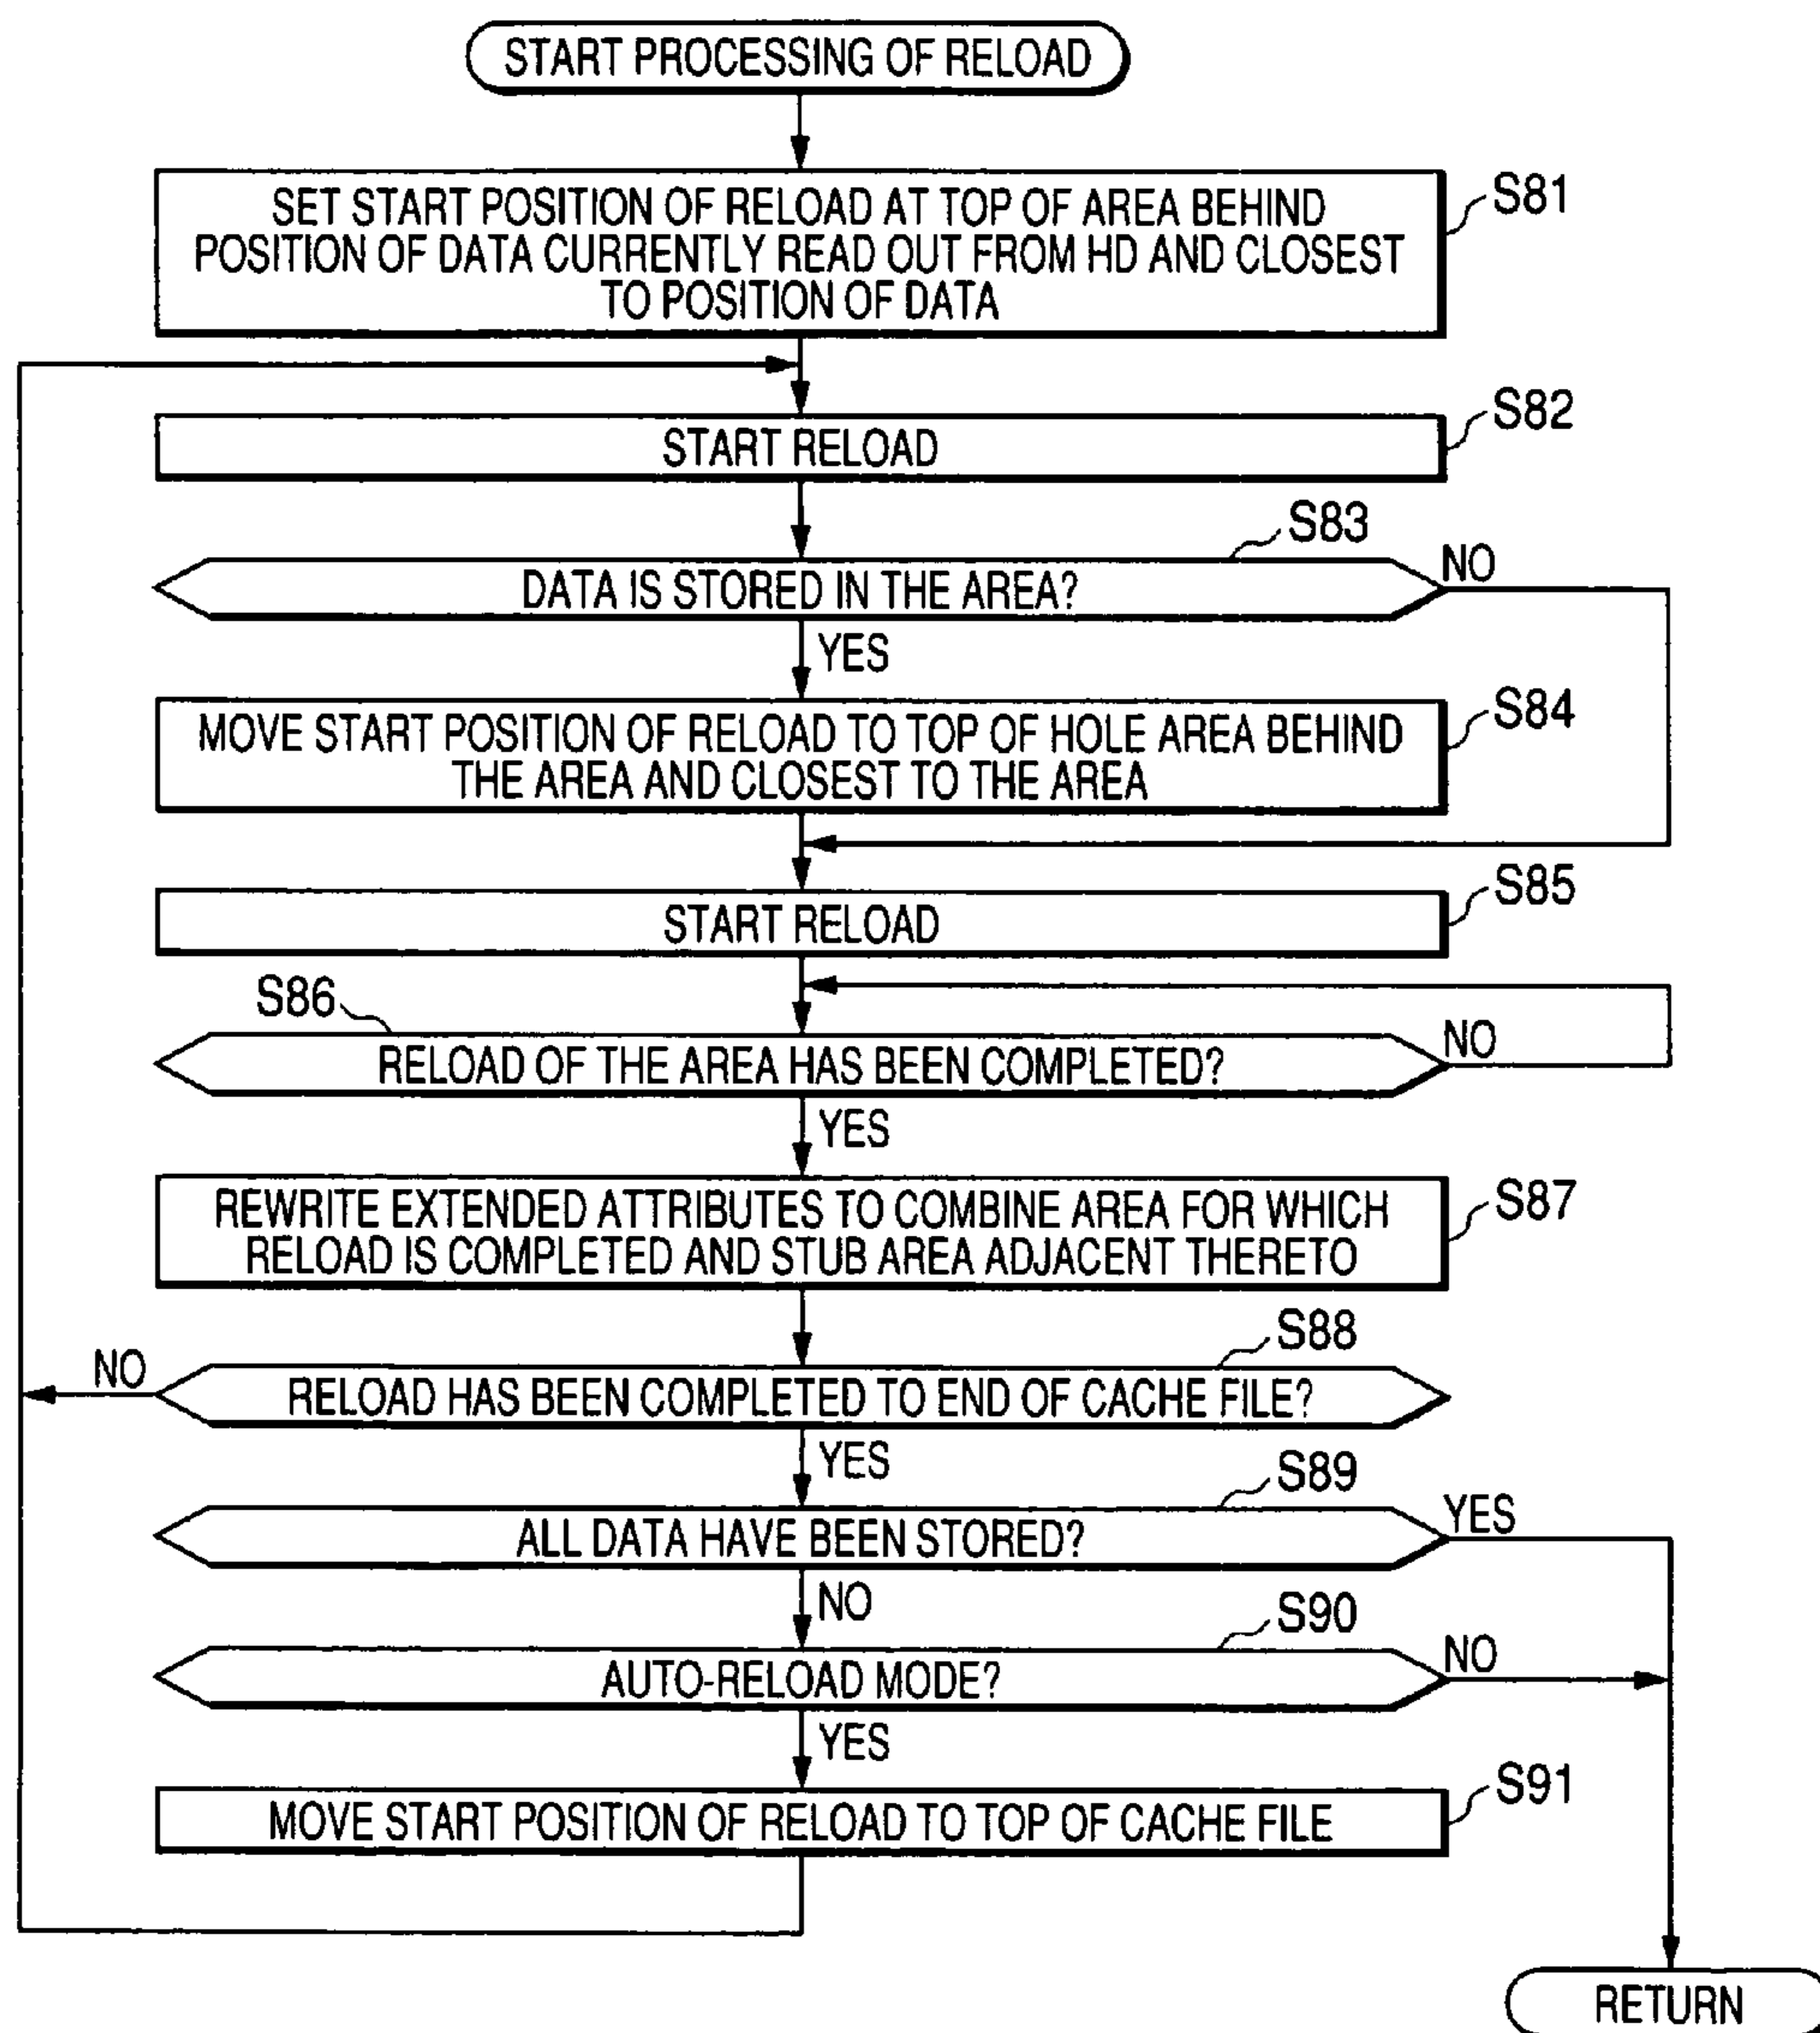 START PROCESSING OF RELOAD
SET START POSITION OF RELOAD AT TOP OF AREA BEHIND
POSITION OF DATA CURRENTLY READ OUT FROM HD AND CLOSEST
TO POSITION OF DATA
S81
START RELOAD
S82
S83
DATA IS STORED IN THE AREA?
NO
YES
MOVE START POSITION OF RELOAD TO TOP OF HOLE AREA BEHIND
THE AREA AND CLOSEST TO THE AREA
S84
START RELOAD
S85
S86
RELOAD OF THE AREA HAS BEEN COMPLETED?
NO
YES
REWRITE EXTENDED ATTRIBUTES TO COMBINE AREA FOR WHICH
RELOAD IS COMPLETED AND STUB AREA ADJACENT THERETO
S87
S88
NO
RELOAD HAS BEEN COMPLETED TO END OF CACHE FILE?
YES
S89
ALL DATA HAVE BEEN STORED?
YES
NO
S90
AUTO-RELOAD MODE?
NO
YES
MOVE START POSITION OF RELOAD TO TOP OF CACHE FILE
S91
RETURN